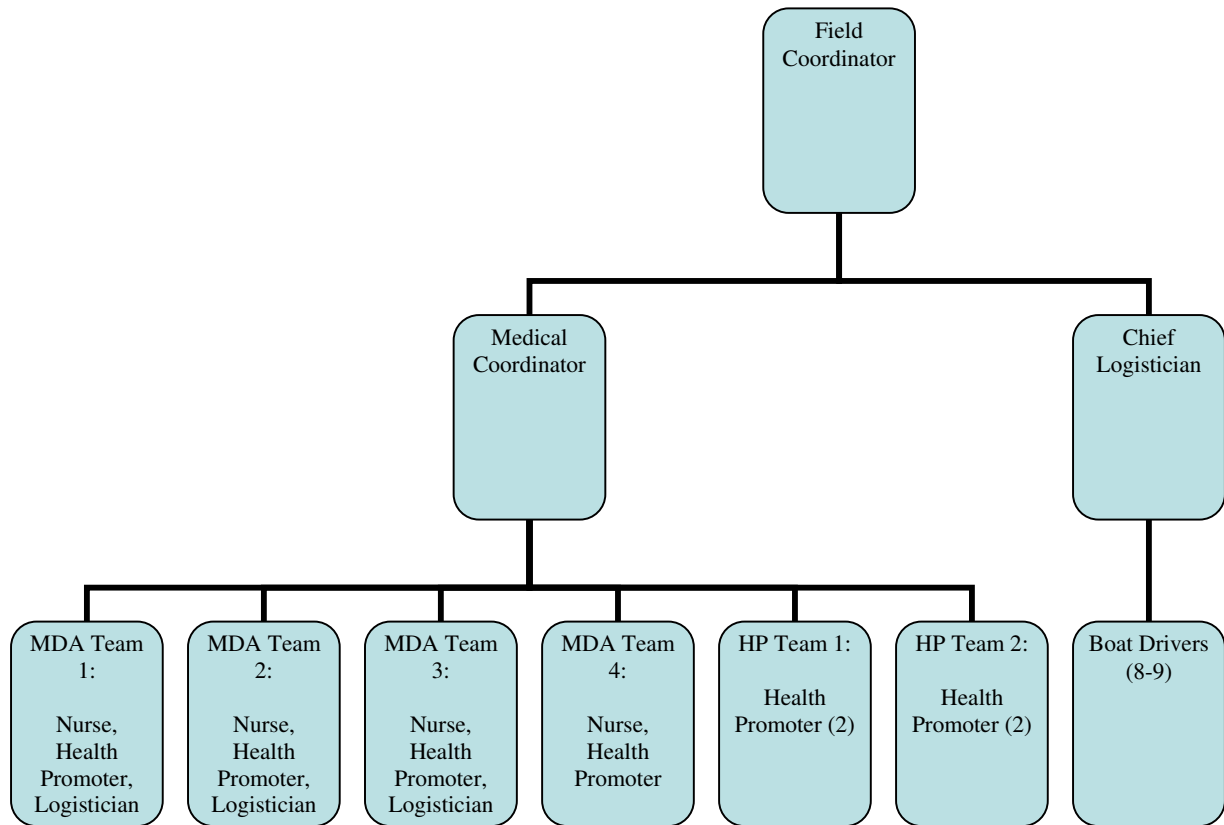 Field
Coordinator
Medical
Coordinator
Chief
Logistician
MDA Team
1:
Nurse,
Health
Promoter,
Logistician
MDA Team
2:
Nurse,
Health
Promoter,
Logistician
MDA Team
3:
Nurse,
Health
Promoter,
Logistician
MDA Team
4:
Nurse,
Health
Promoter
HP Team 1:
Health
Promoter (2)
HP Team 2:
Health
Promoter (2)
Boat Drivers
(8-9)